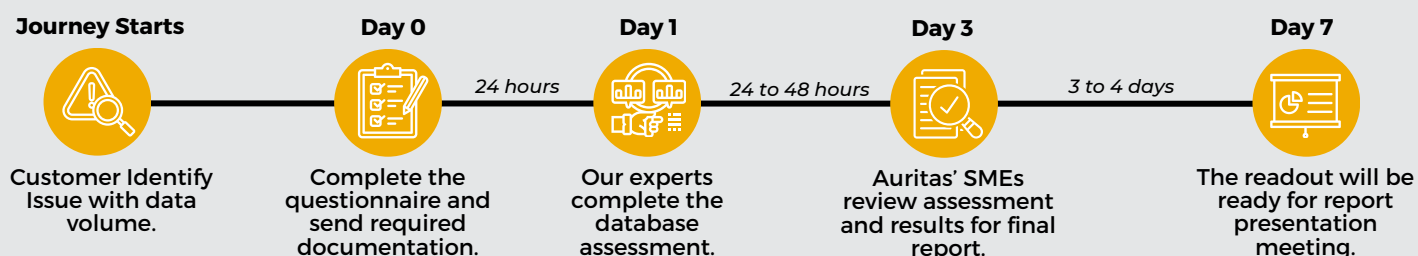 Journey Starts
Day 0
Day 1
Day 3
Day 7
24 hours
24 to 48 hours
3 to 4 days
Customer Identify
Issue with data
volume.
Complete the
questionnaire and
send required
documentation.
Our experts
complete the
database
assessment.
Auritas' SMEs
review assessment
and results for final
report.
The readout will be
ready for report
presentation
meeting.